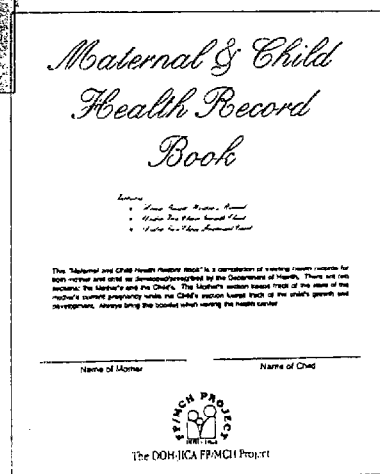 Maternal & Child
Health Record
Book
This "Maternal and Child Health Record Book" is a compilation of existing health records for
both mother and child as developed/prescribed by the Department of Health. There are two
sections: the Mother's and the Child's. The Mother's section keeps track of the state of the
mother's current pregnancy while the Child's section keeps track of the child's growth and
development. Always bring this booklet when visiting the health center
Name of Mother
Name of Child
FP/MCH PROJECT
The DOH-JICA FP/MCH Project